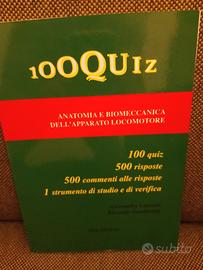 100QUIZ
ANATOMIA E BIOMECCANICA
DELL'APPARATO LOCOMOTORE
100 quiz
500 risposte
500 commenti alle risposte
1 strumento di studio e di verifica
subito